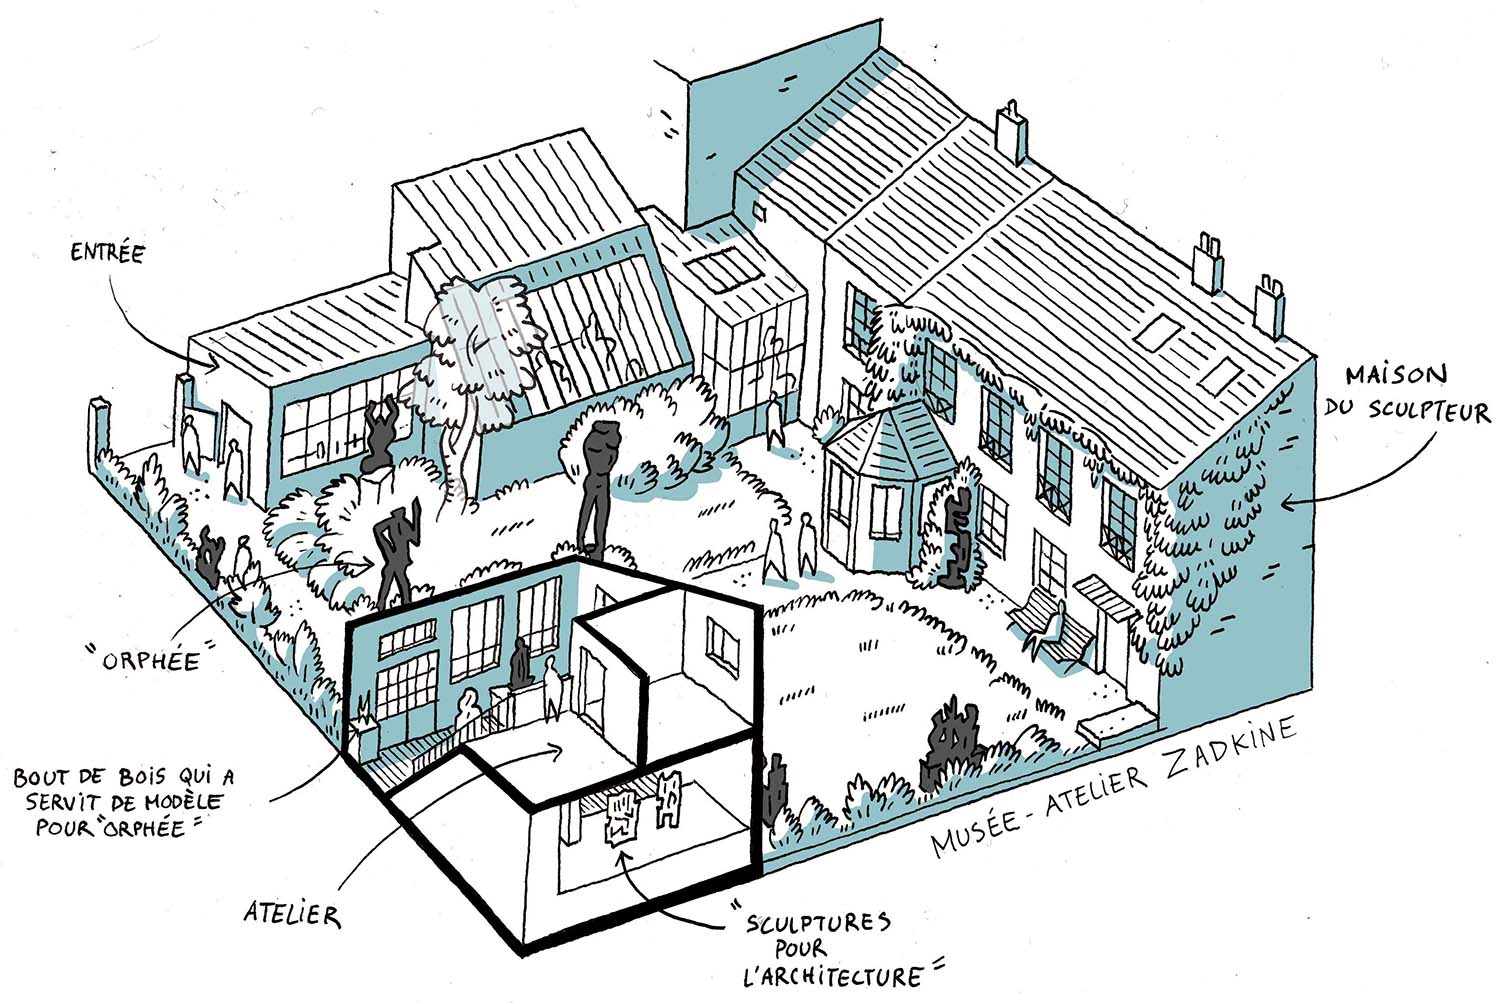 ENTRÉE
MAISON
DU SCULPTEUR
"ORPHÉE"
BOUT DE BOIS QUI A
SERVIT DE MODÈLE
POUR "ORPHÉE"
MUSÉE-ATELIER ZADKINE
ATELIER
"SCULPTURES
POUR
L'ARCHITECTURE"